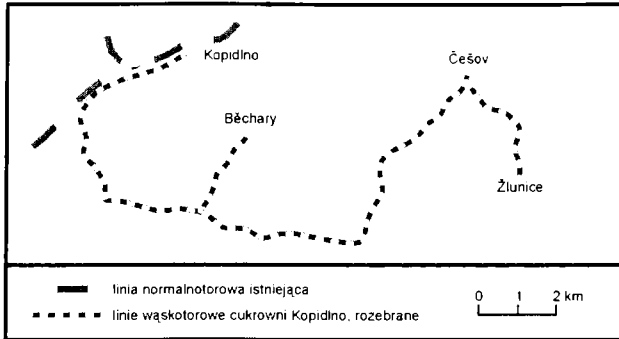 Kopidlno
Češov
Běchary
Žlunice
linia normalnotorowa istniejąca
linie wąskotorowe cukrowni Kopidlno, rozebrane
0 1 2 km